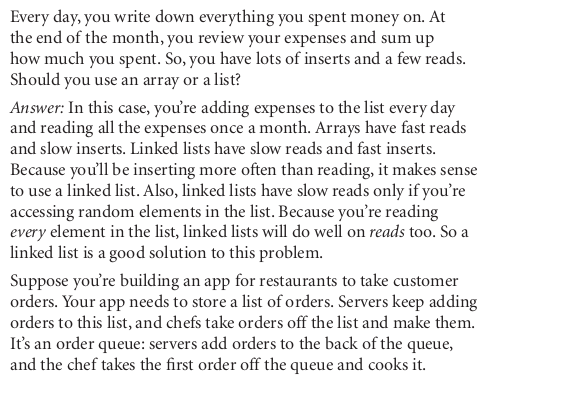 Every day, you write down everything you spent money on. At
the end of the month, you review your expenses and sum up
how much you spent. So, you have lots of inserts and a few reads.
Should you use an array or a list?
Answer: In this case, you're adding expenses to the list every day
and reading all the expenses once a month. Arrays have fast reads
and slow inserts. Linked lists have slow reads and fast inserts.
Because you'll be inserting more often than reading, it makes sense
to use a linked list. Also, linked lists have slow reads only if you're
accessing random elements in the list. Because you're reading
every element in the list, linked lists will do well on reads too. So a
linked list is a good solution to this problem.
Suppose you're building an app for restaurants to take customer
orders. Your app needs to store a list of orders. Servers keep adding
orders to this list, and chefs take orders off the list and make them.
It's an order queue: servers add orders to the back of the queue,
and the chef takes the first order off the queue and cooks it.